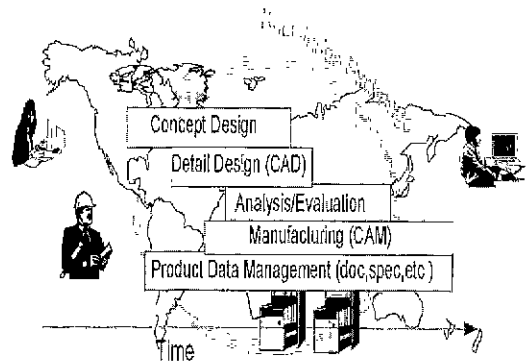 Concept Design
Detail Design (CAD)
Analysis/Evaluation
Manufacturing (CAM)
Product Data Management (doc,spec,etc )
Time